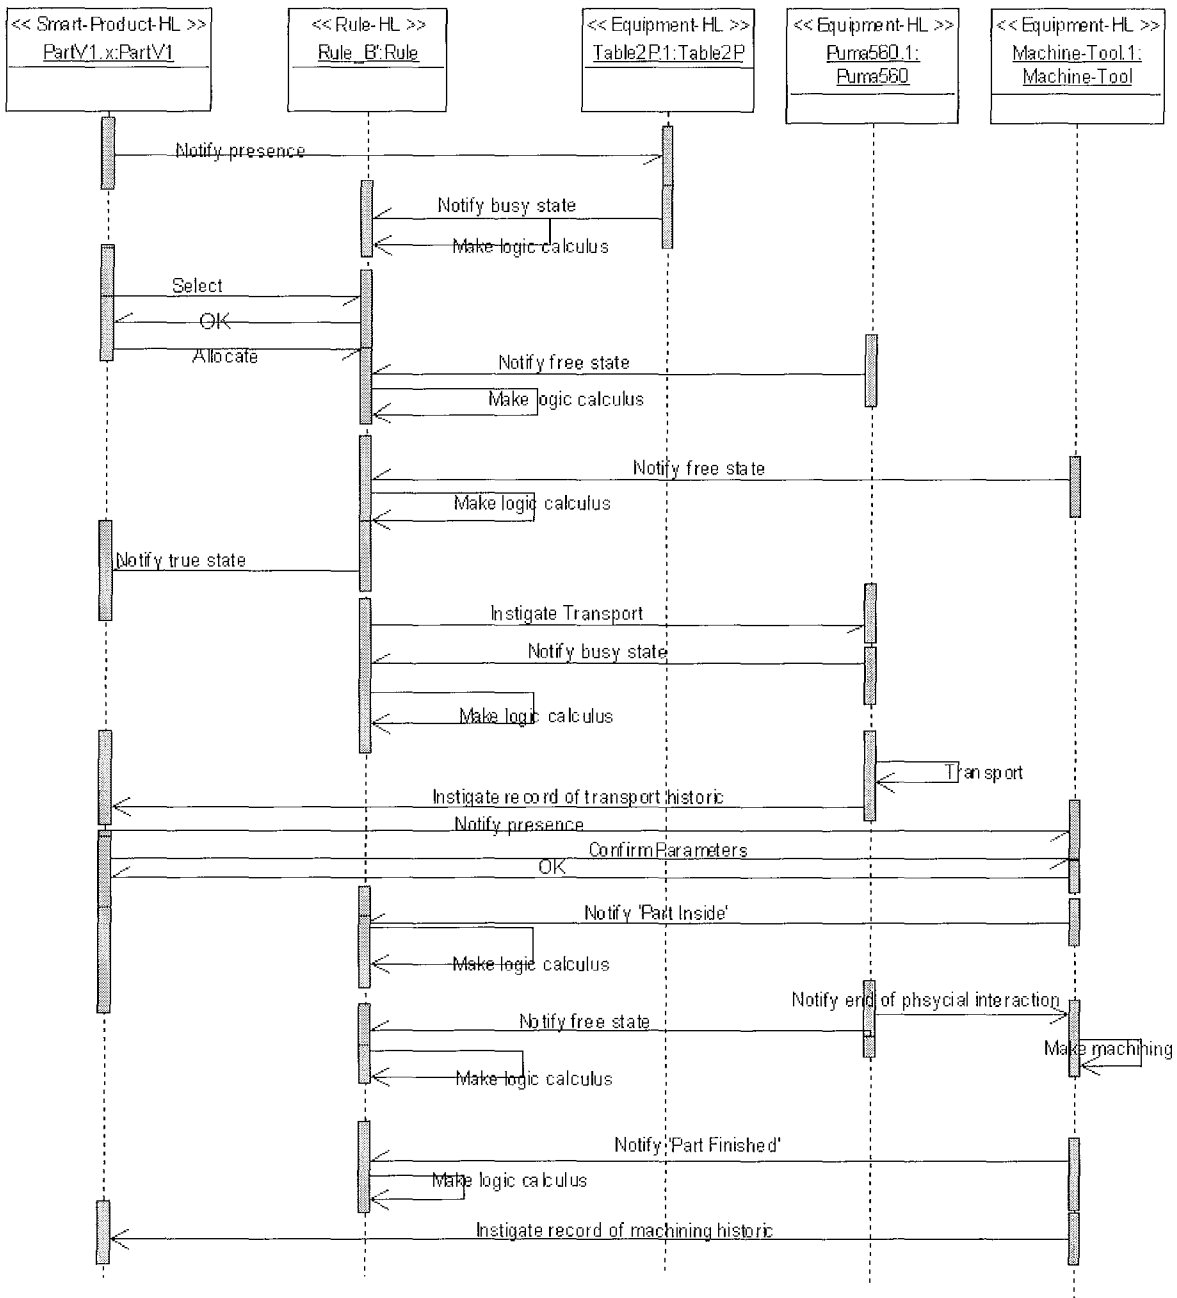 << Smart-Product-HL >>
PartV1.x:PartV1
<< Rule-HL >>
Rule_B':Rule
<< Equipment-HL >>
Table2P.1:Table2P
<< Equipment-HL >>
Puma560.1:
Puma560
<< Equipment-HL >>
Machine-Tool.1:
Machine-Tool
Notify presence
Notify busy state
Make logic calculus
Select
OK
Allocate
Notify free state
Make logic calculus
Notify free state
Make logic calculus
Notify true state
Instigate Transport
Notify busy state
Make logic calculus
Transport
Instigate record of transport historic
Notify presence
Confirm Parameters
OK
Notify 'Part Inside'
Make logic calculus
Notify end of phsycial interaction
Notify free state
Make machining
Make logic calculus
Notify 'Part Finished'
Make logic calculus
Instigate record of machining historic